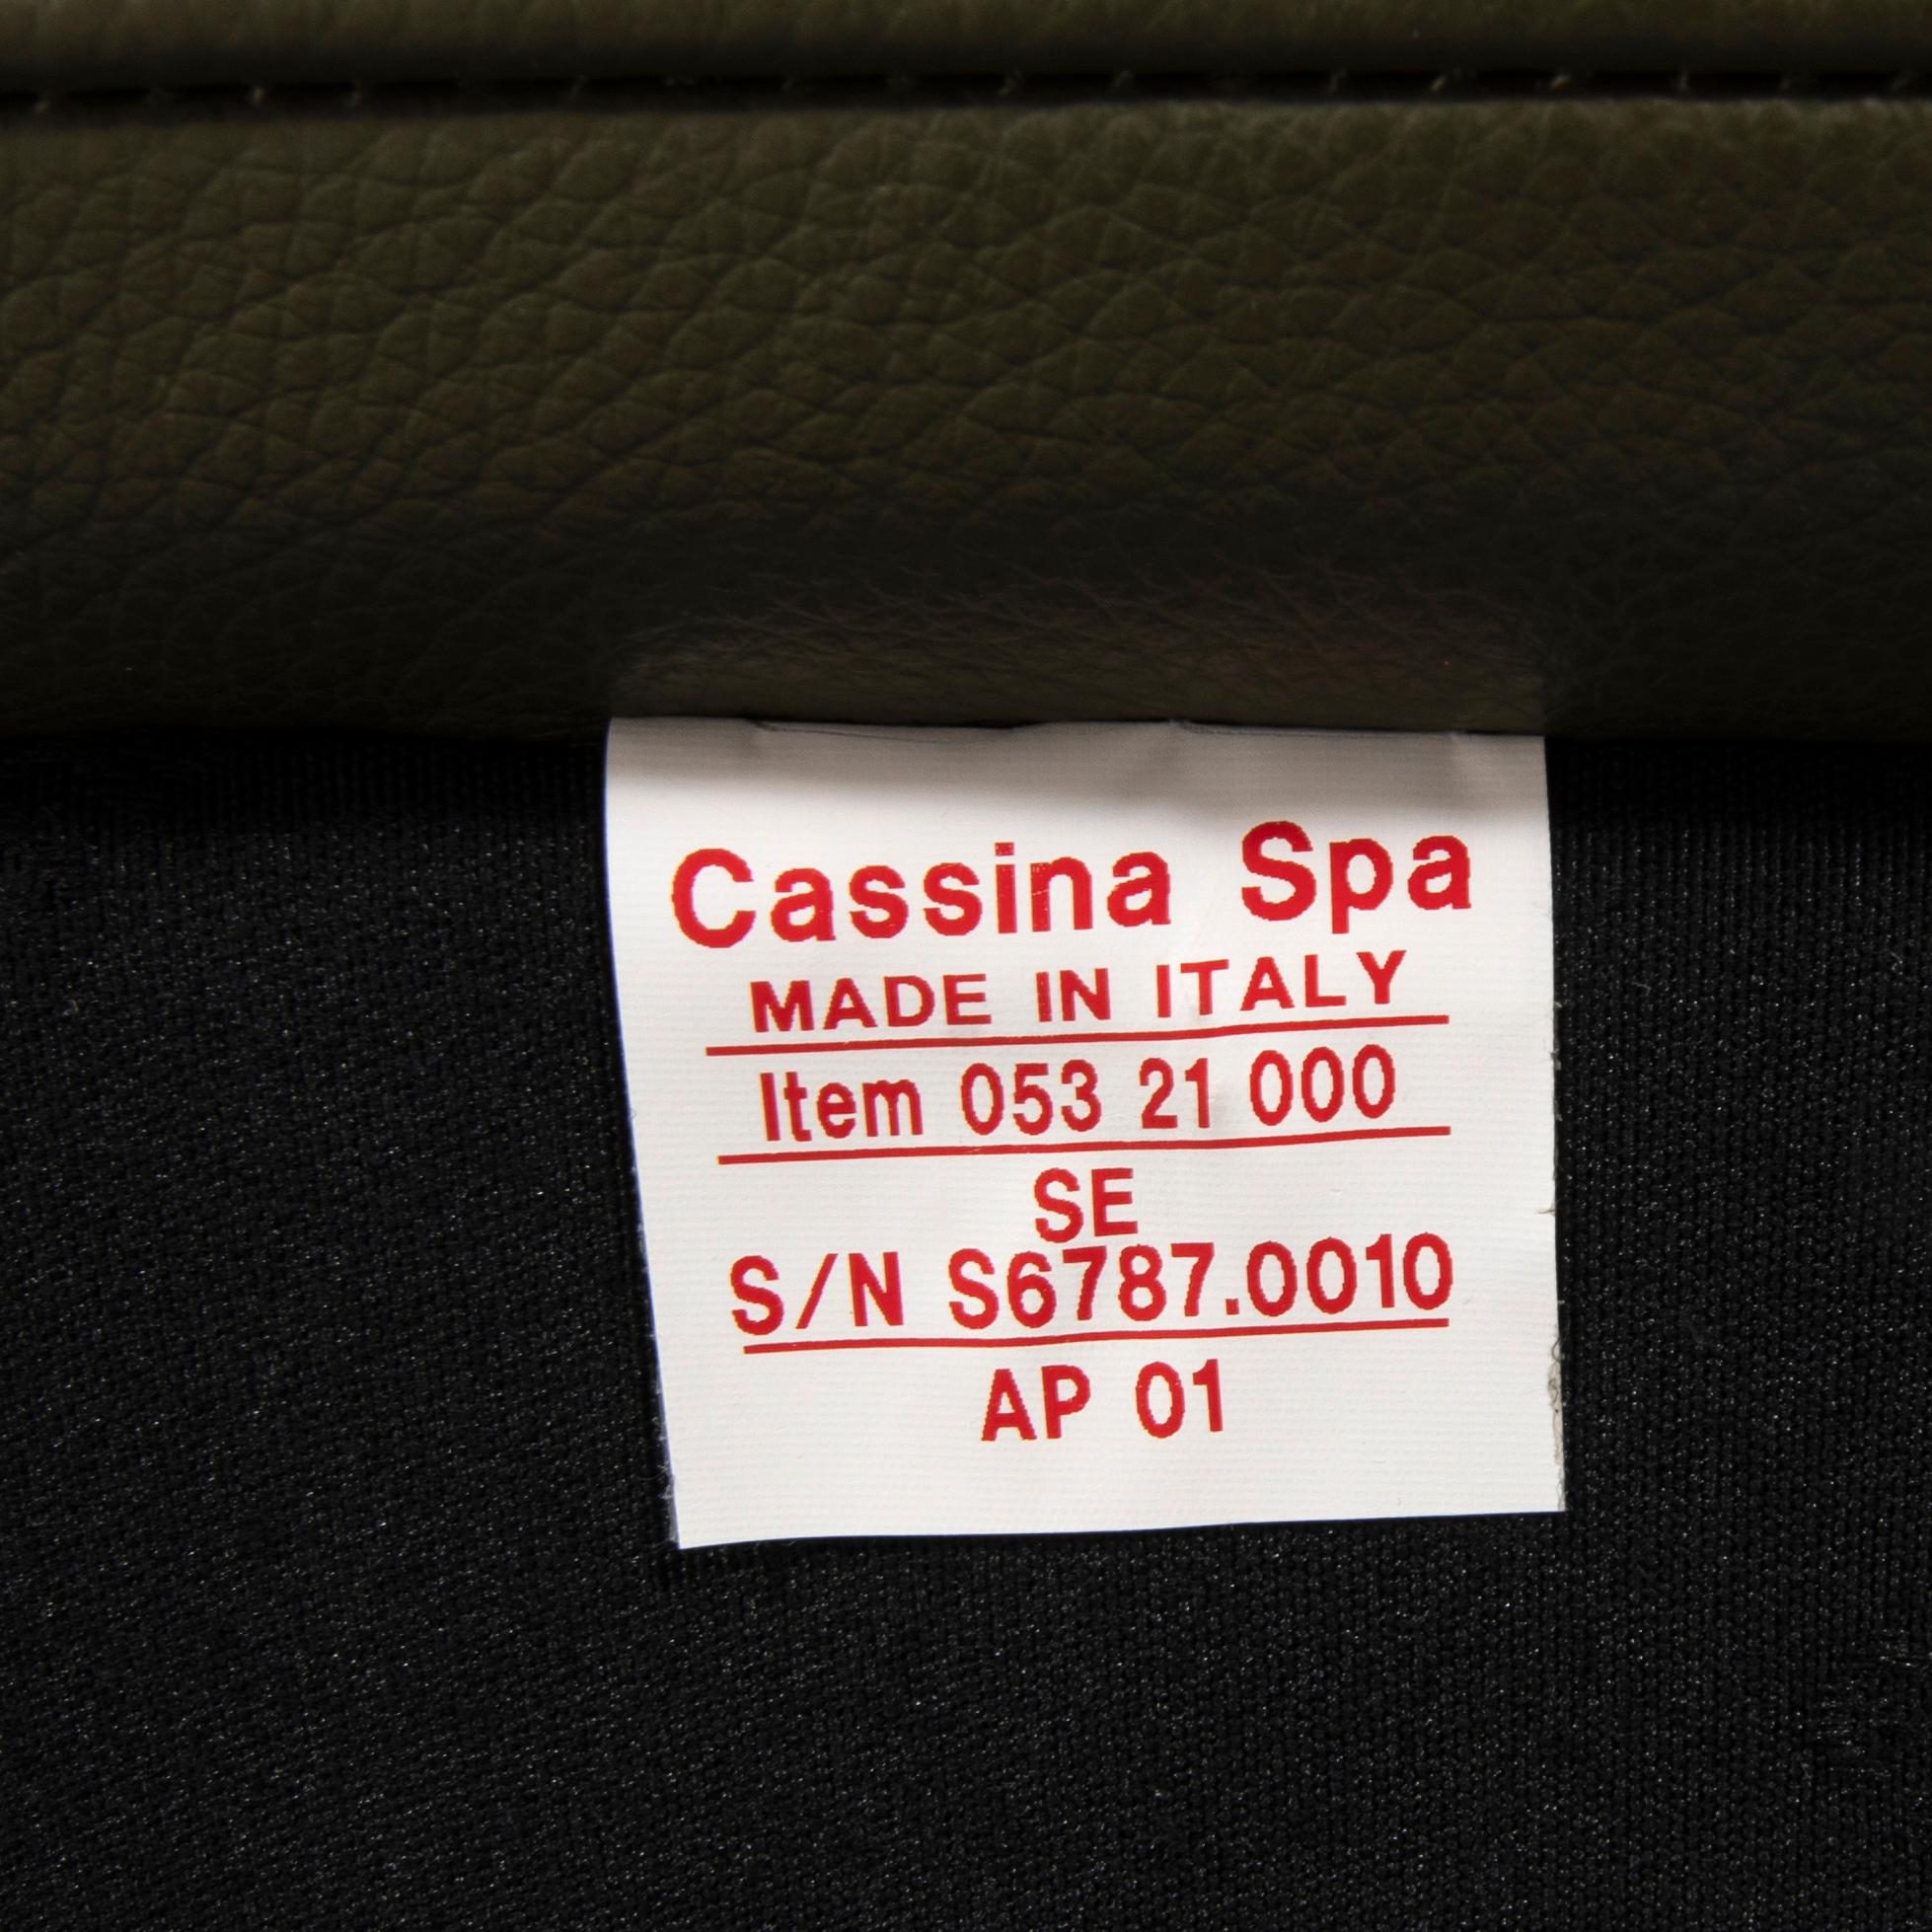 Cassina Spa
MADE IN ITALY
Item 053 21 000
SE
S/N S6787.0010
AP 01